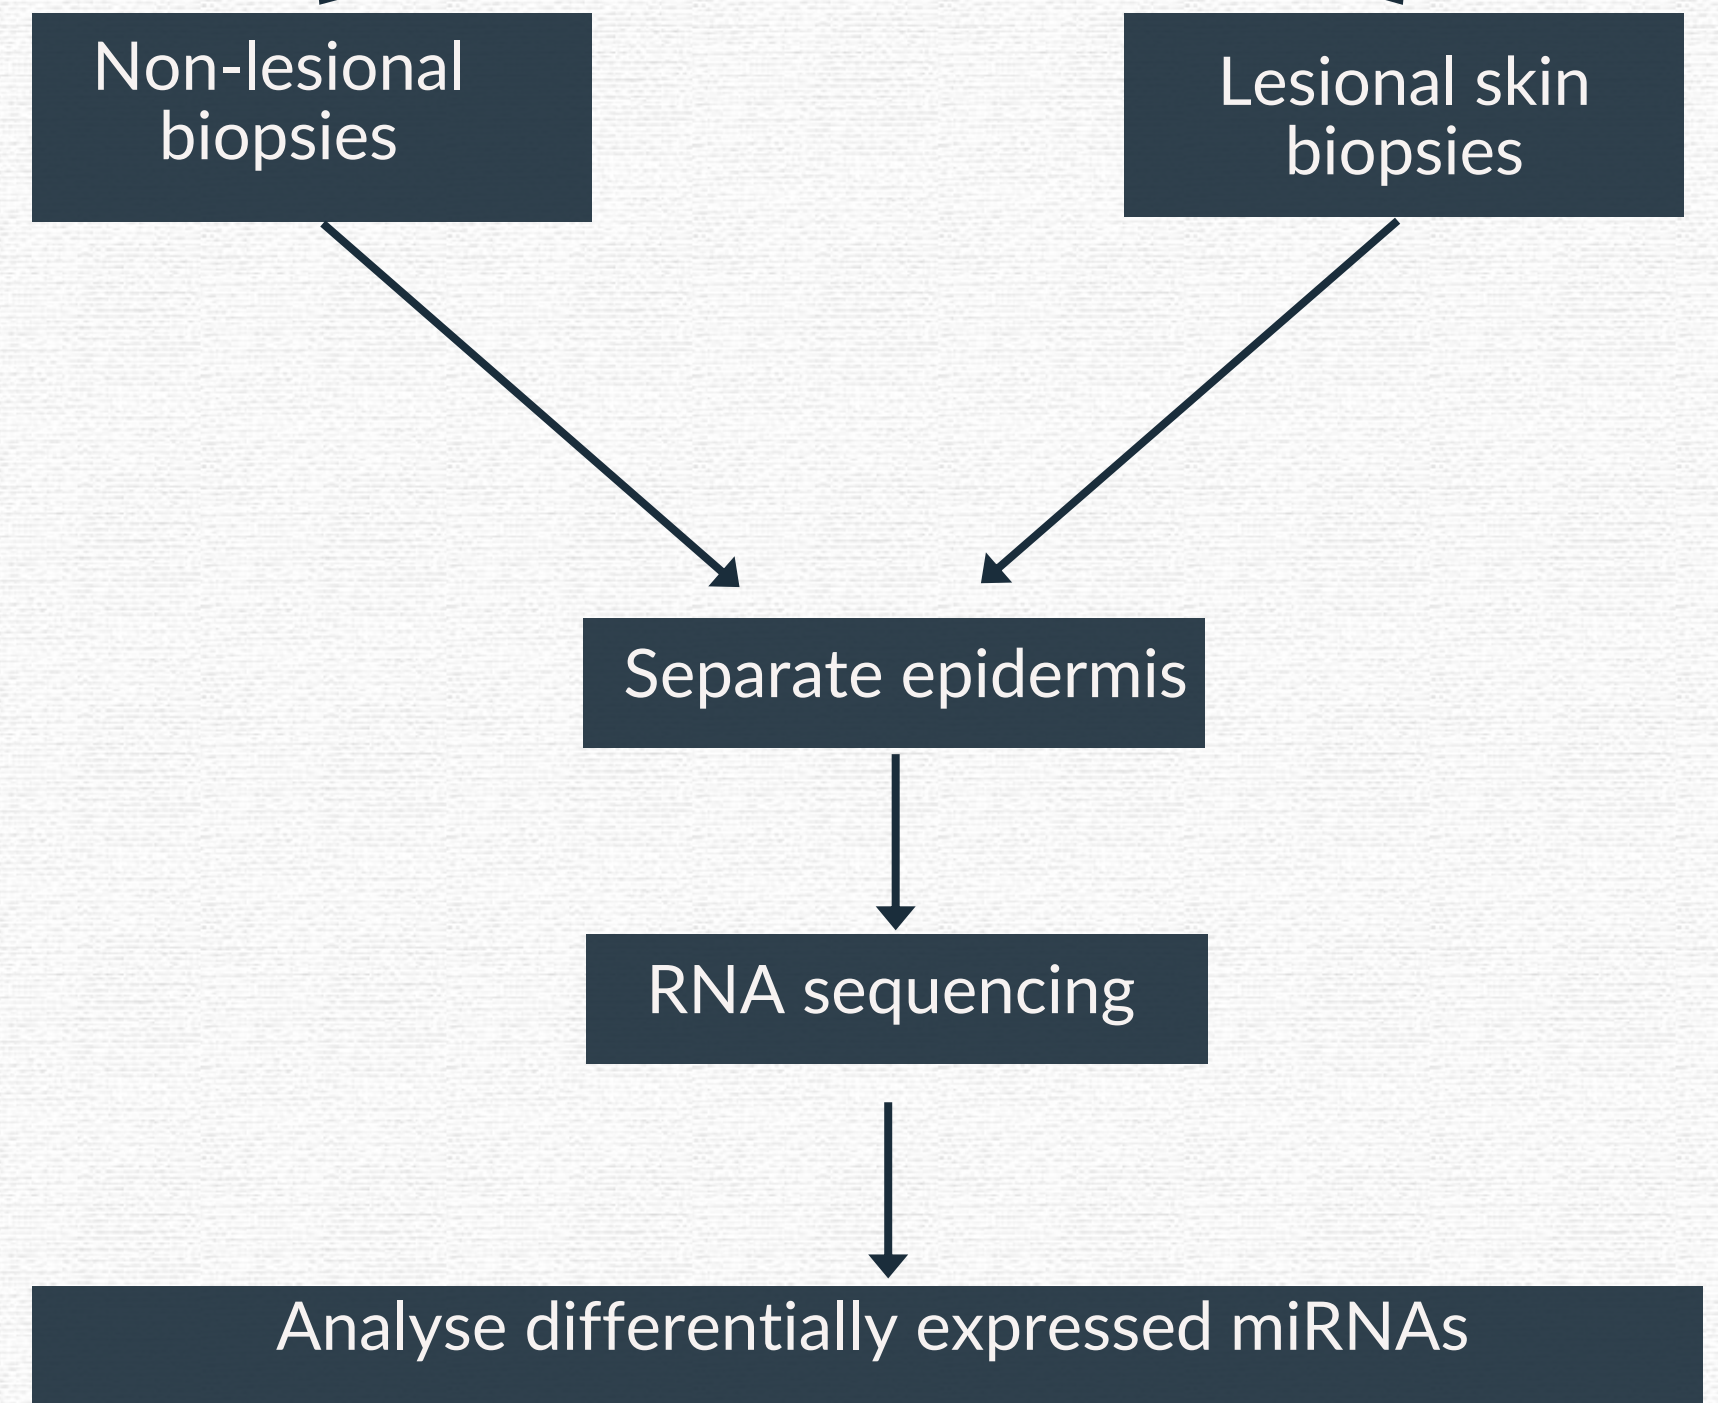 Non-lesional
biopsies
Lesional skin
biopsies
Separate epidermis
RNA sequencing
Analyse differentially expressed miRNAs